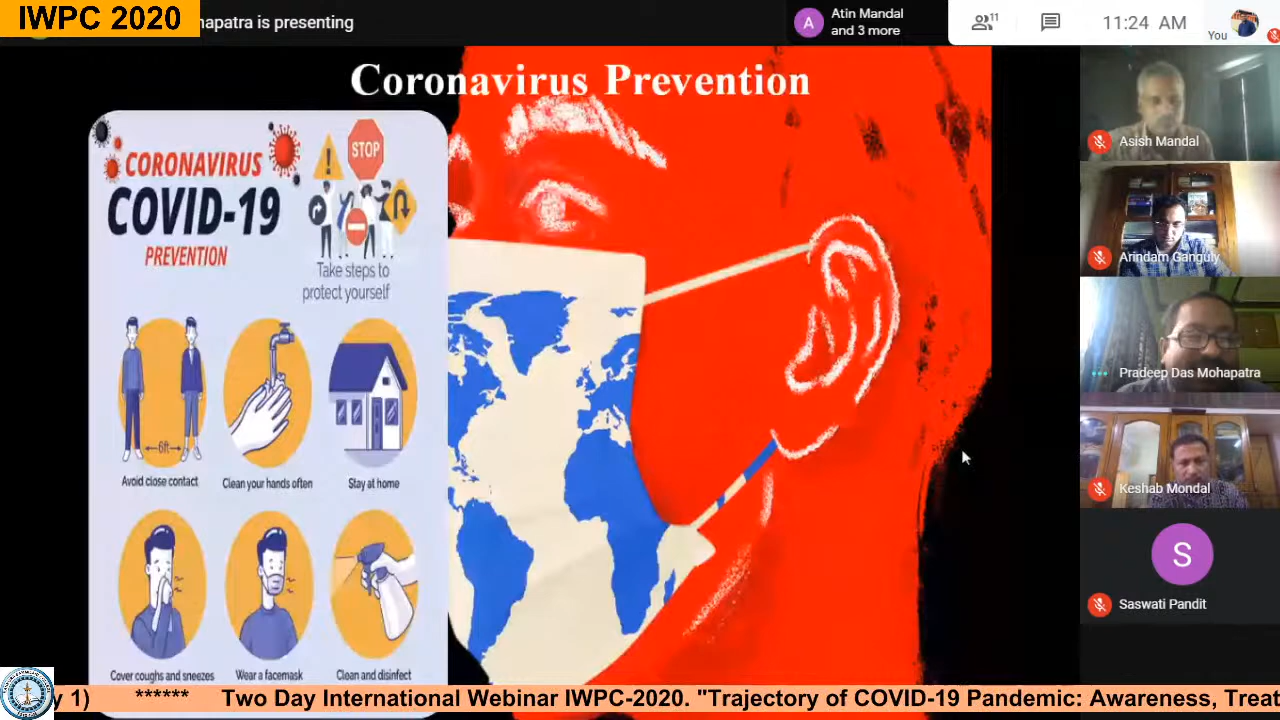 IWPC 2020
hapatra is presenting
A
Atin Mandal
and 3 more
11
11:24 AM
You
Coronavirus Prevention
CORONAVIRUS
COVID-19
PREVENTION
STOP
Take steps to
protect yourself
6ft
Avoid close contact
Clean your hands often
Stay at home
Cover coughs and sneezes
Wear a facemask
Clean and disinfect
Asish Mandal
Arindam Ganguly
Pradeep Das Mohapatra
Keshab Mondal
S
Saswati Pandit
y 1) ****** Two Day International Webinar IWPC-2020. "Trajectory of COVID-19 Pandemic: Awareness, Treat